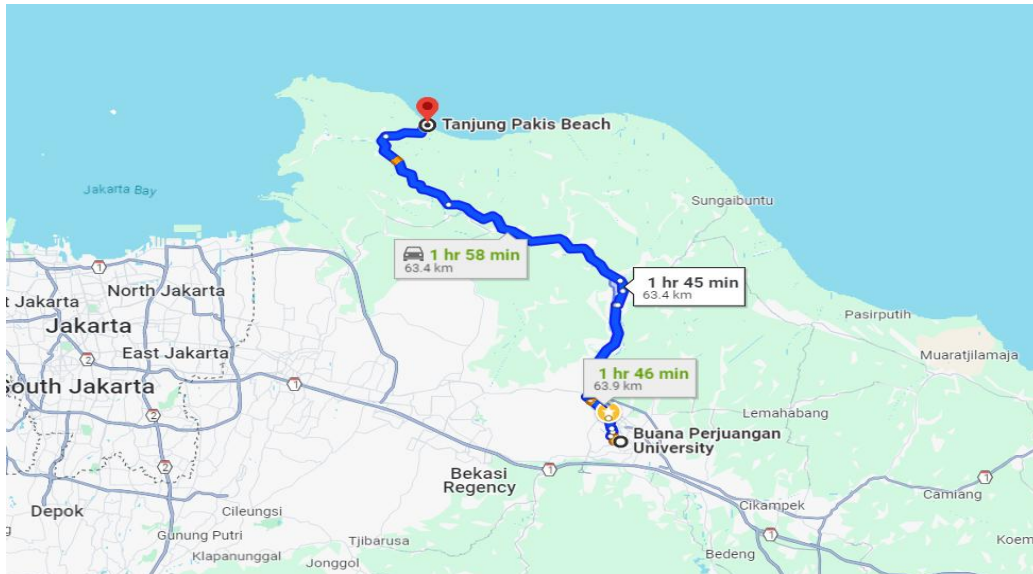 Tanjung Pakis Beach
Jakarta Bay
Sungaibuntu
1 hr 58 min
63.4 km
1
North Jakarta
1 hr 45 min
63.4 km
t Jakarta
Jakarta
Pasirputih
2
East Jakarta
Muaratjilamaja
1
South Jakarta
1 hr 46 min
63.9 km
2
Lemahabang
Buana Perjuangan
University
2
Bekasi
Regency
1
1
Camiang
Cikampek
Depok
Cileungsi
1
Gunung Putri
Tjibarusa
Koem
Klapanunggal
Jonggol
Bedeng